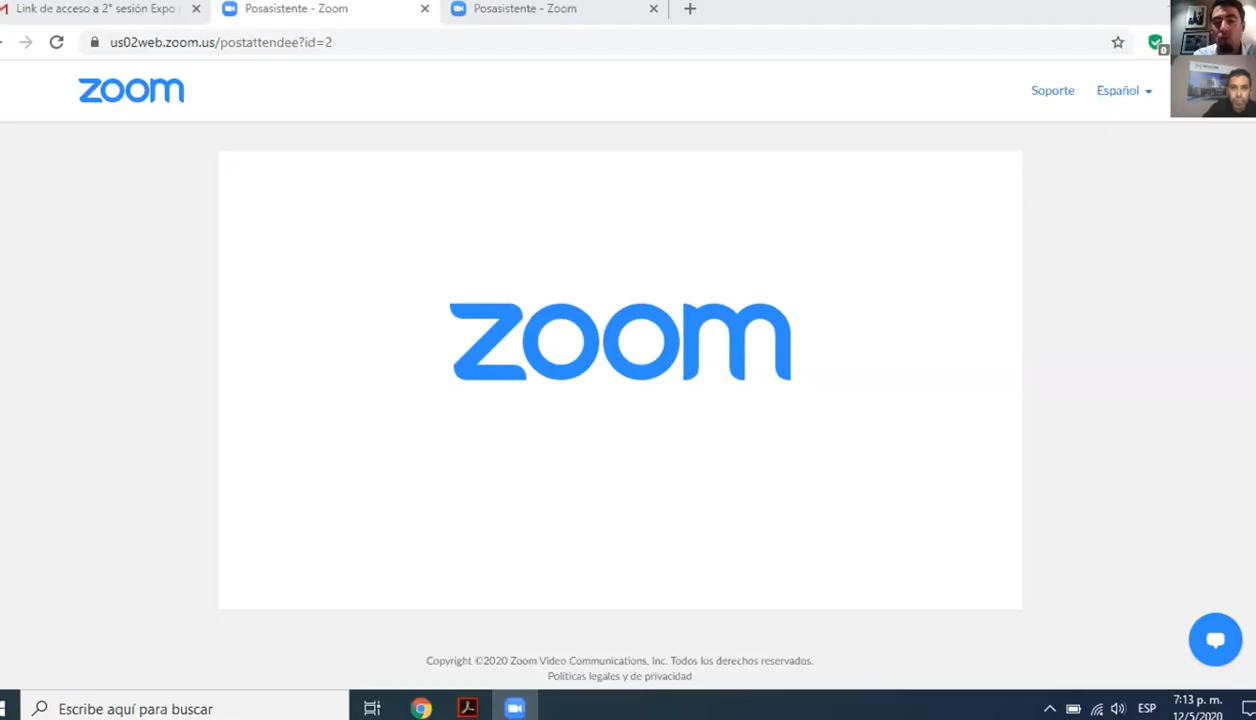 Link de acceso a 2° sesión Expo
Posasistente - Zoom
Posasistente - Zoom
us02web.zoom.us/postattendee?id=2
zoom
Soporte
Español
zoom
Copyright ©2020 Zoom Video Communications, Inc. Todos los derechos reservados.
Políticas legales y de privacidad
Escribe aquí para buscar
ESP
7:13 p. m.
12/5/2020
0